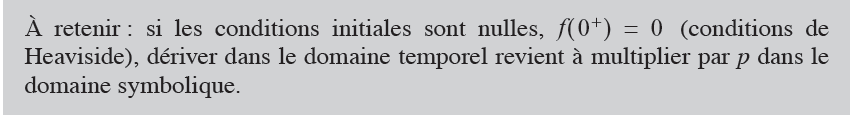 À retenir : si les conditions initiales sont nulles, f(0⁺) = 0 (conditions de
Heaviside), dériver dans le domaine temporel revient à multiplier par p dans le
domaine symbolique.